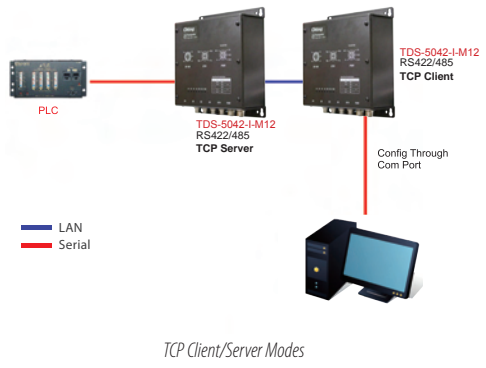 TDS-5042-I-M12
RS422/485
TCP Client
PLC
TDS-5042-I-M12
RS422/485
TCP Server
Config Through
Com Port
LAN
Serial
TCP Client/Server Modes